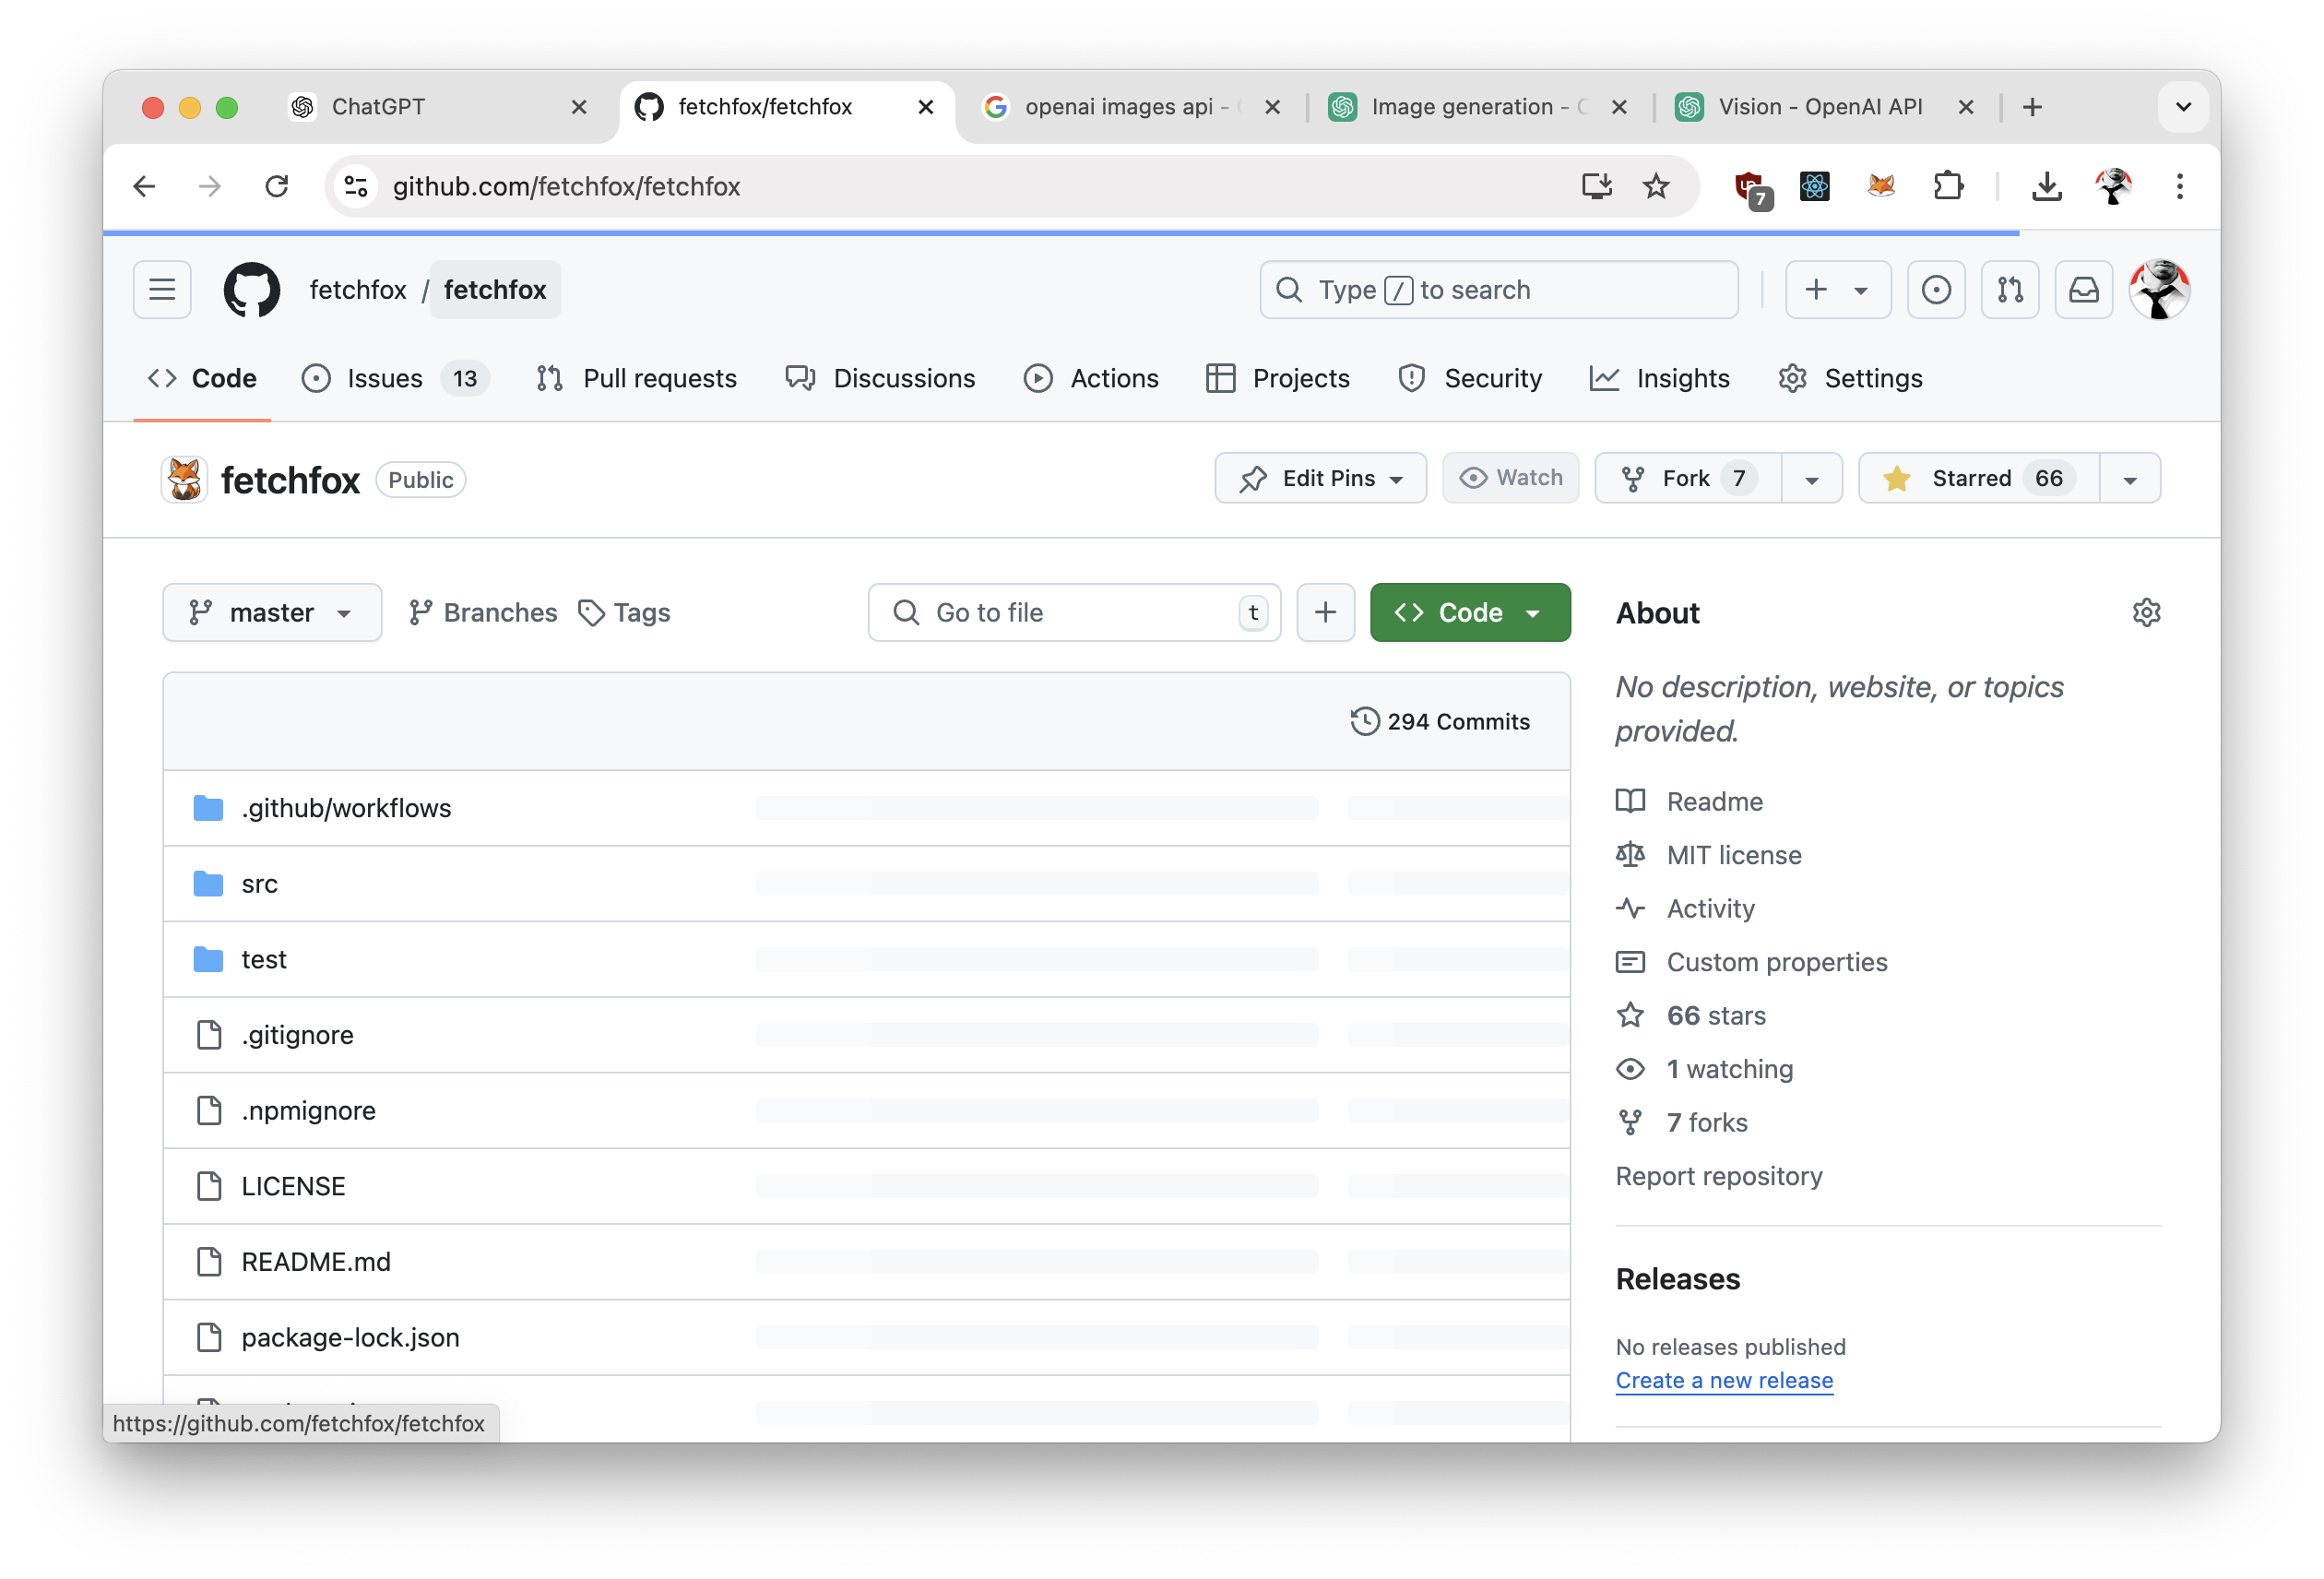 ChatGPT
fetchfox/fetchfox
openai images api -
Image generation -
Vision - OpenAI API
github.com/fetchfox/fetchfox
7
fetchfox / fetchfox
Type / to search
Code
Issues 13
Pull requests
Discussions
Actions
Projects
Security
Insights
Settings
fetchfox Public
Edit Pins
Watch
Fork 7
Starred 66
master
Branches
Tags
Go to file t
Code
294 Commits
.github/workflows
src
test
.gitignore
.npmignore
LICENSE
README.md
package-lock.json
About
No description, website, or topics
provided.
Readme
MIT license
Activity
Custom properties
66 stars
1 watching
7 forks
Report repository
Releases
No releases published
Create a new release
https://github.com/fetchfox/fetchfox